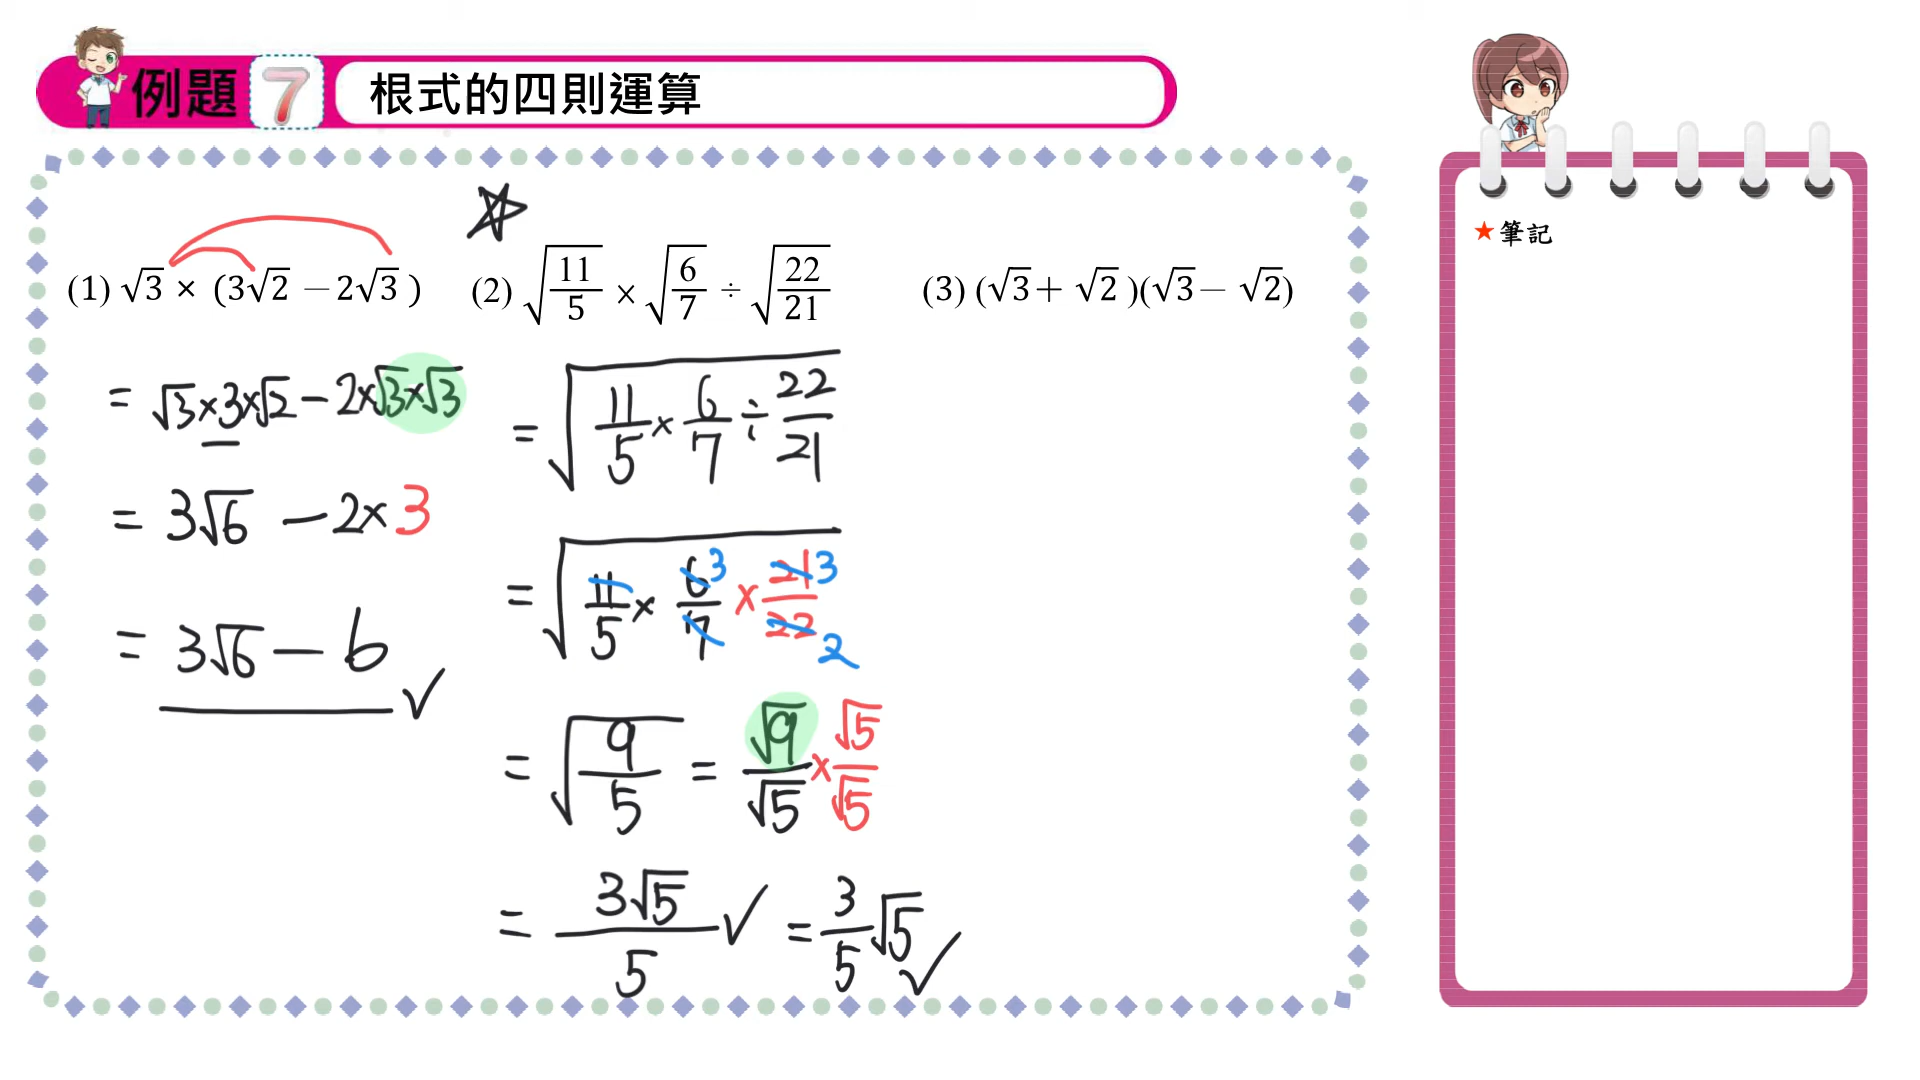 例題 7 根式的四則運算
(1) √3 × (3√2 − 2√3 )
= √3×3×√2 − 2×√3×√3
= 3√6 − 2×3
= 3√6 − 6 ✓
☆
(2) √(11/5) × √(6/7) ÷ √(22/21)
= √(11/5 × 6/7 ÷ 22/21)
= √(11/5 × 6/7 × 21/22) 3 3 2
= √(9/5) = √9/√5 × √5/√5
= 3√5/5 ✓ = 3/5 √5 ✓
(3) (√3 + √2 )(√3 − √2)
★筆記